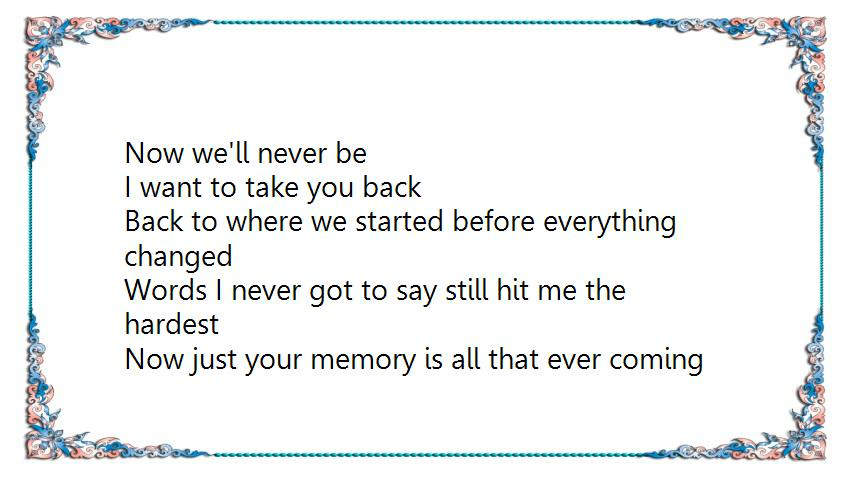 Now we'll never be
I want to take you back
Back to where we started before everything
changed
Words I never got to say still hit me the
hardest
Now just your memory is all that ever coming